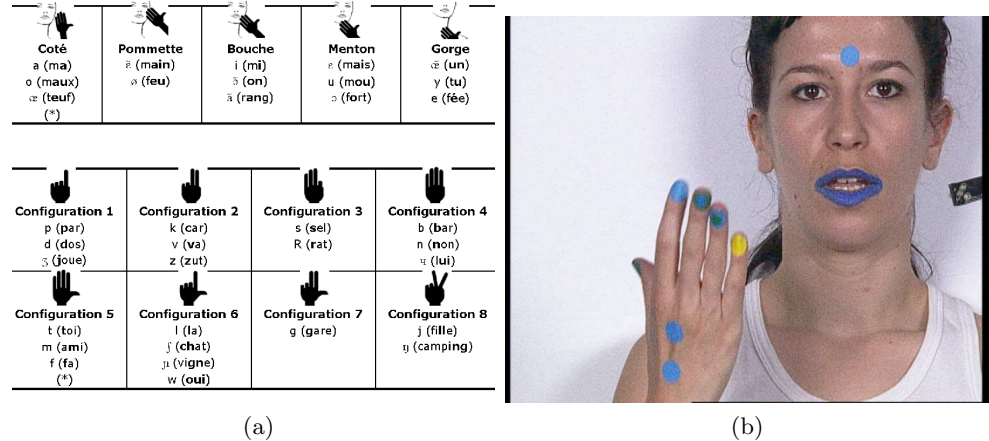 Coté Pommette Bouche Menton Gorge
a (ma) ɛ̃ (main) i (mi) ɛ (mais) œ̃ (un)
o (maux) ø (feu) ɔ̃ (on) u (mou) y (tu)
œ (teuf) ɑ̃ (rang) ɔ (fort) e (fée)
(*)
Configuration 1 Configuration 2 Configuration 3 Configuration 4
p (par) k (car) s (sel) b (bar)
d (dos) v (va) R (rat) n (non)
ʒ (joue) z (zut) ɥ (lui)
Configuration 5 Configuration 6 Configuration 7 Configuration 8
t (toi) l (la) g (gare) j (fille)
m (ami) ʃ (chat) ŋ (camping)
f (fa) ɲ (vigne)
(*) w (oui)
(a) (b)